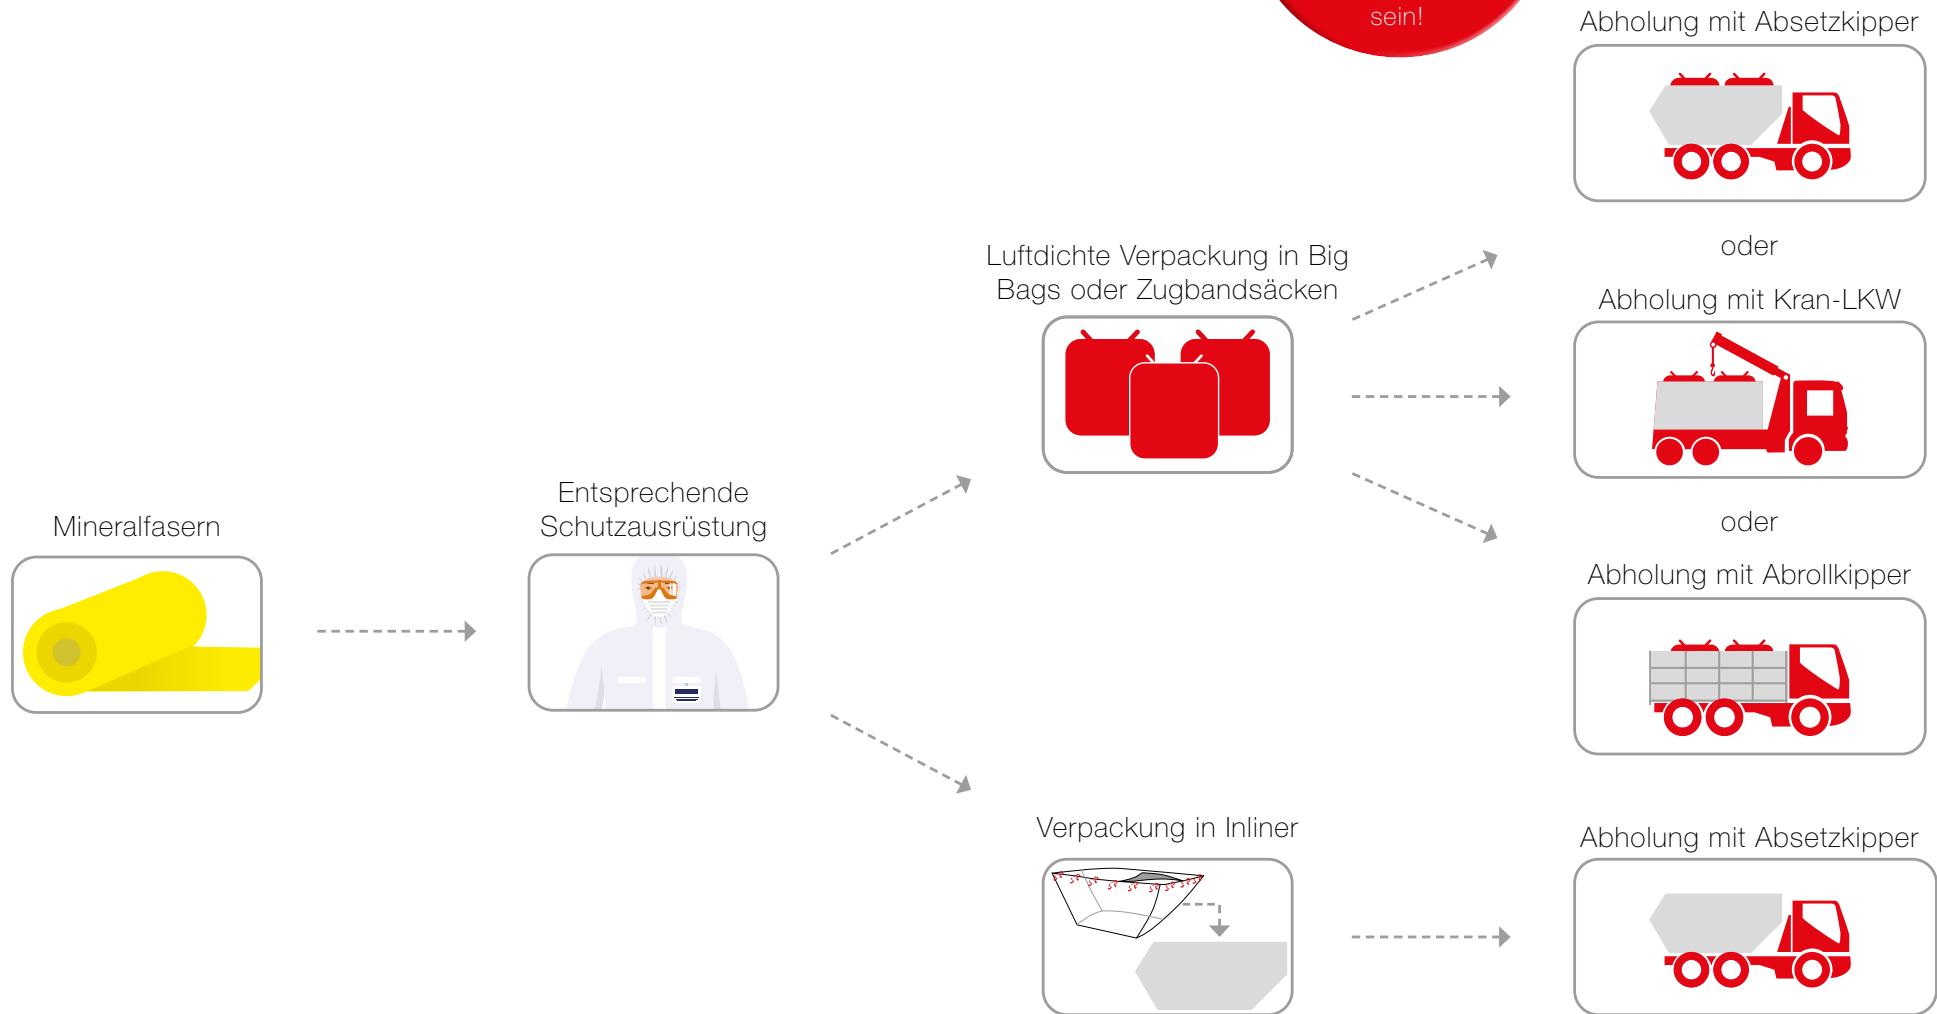 sein!
Abholung mit Absetzkipper
oder
Luftdichte Verpackung in Big
Bags oder Zugbandsäcken
Abholung mit Kran-LKW
Entsprechende
Schutzausrüstung
Mineralfasern
oder
Abholung mit Abrollkipper
Verpackung in Inliner
Abholung mit Absetzkipper